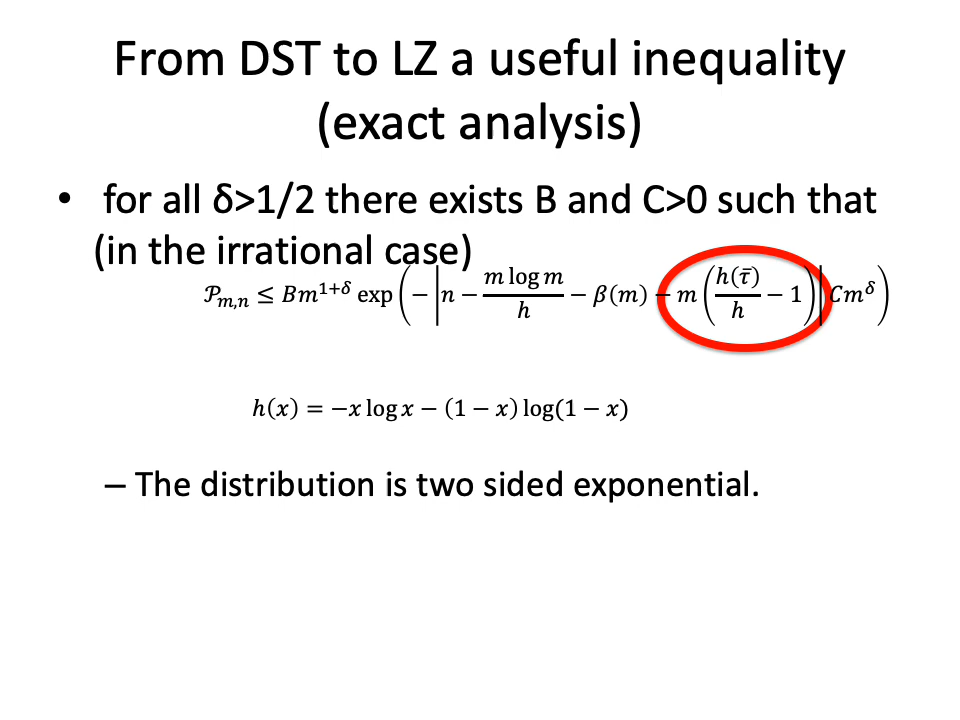 From DST to LZ a useful inequality
(exact analysis)
• for all δ>1/2 there exists B and C>0 such that
(in the irrational case)
𝒫_{m,n} ≤ Bm^{1+δ} exp(−|n − (m log m)/h − β(m) − m(h(τ̄)/h − 1)|Cm^δ)
h(x) = −x log x − (1 − x) log(1 − x)
– The distribution is two sided exponential.